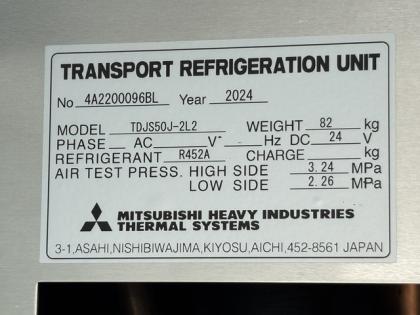 TRANSPORT REFRIGERATION UNIT
No 4A2200096BL Year 2024
MODEL TDJS50J-2L2 WEIGHT 82 kg
PHASE AC V Hz DC 24 V
REFRIGERANT R452A CHARGE kg
AIR TEST PRESS. HIGH SIDE 3.24 MPa
LOW SIDE 2.26 MPa
MITSUBISHI HEAVY INDUSTRIES
THERMAL SYSTEMS
3-1,ASAHI,NISHIBIWAJIMA,KIYOSU,AICHI,452-8561 JAPAN